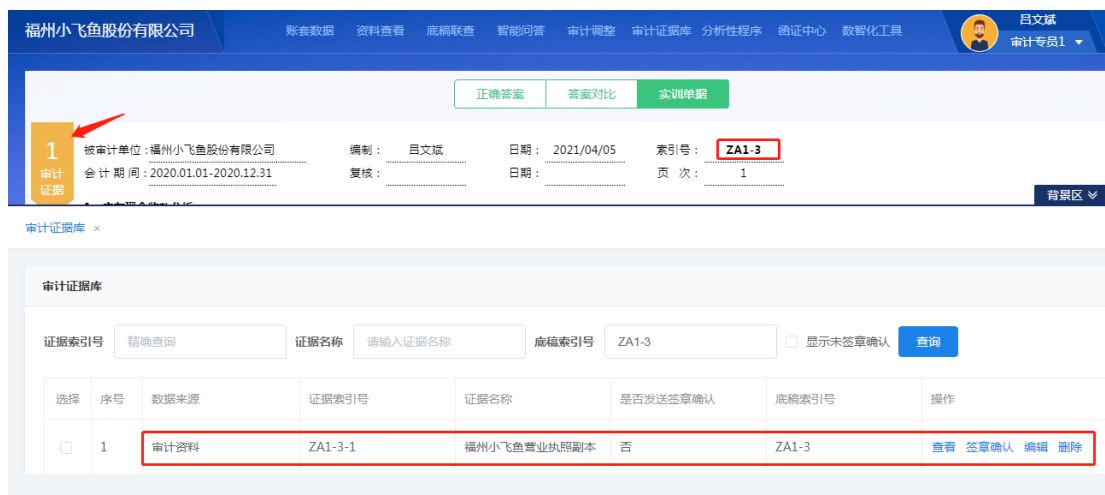 福州小飞鱼股份有限公司 账套数据 资料查看 底稿联查 智能问答 审计调整 审计证据库 分析性程序 函证中心 数智化工具 吕文斌
审计专员1
正确答案 答案对比 实训单据
1 审计证据
被审计单位:福州小飞鱼股份有限公司 编制: 吕文斌 日期: 2021/04/05 索引号: ZA1-3
会计期间:2020.01.01-2020.12.31 复核: 日期: 页 次: 1
背景区
审计证据库 ×
审计证据库
证据索引号 精确查询 证据名称 请输入证据名称 底稿索引号 ZA1-3 显示未签章确认 查询
选择 序号 数据来源 证据索引号 证据名称 是否发送签章确认 底稿索引号 操作
1 审计资料 ZA1-3-1 福州小飞鱼营业执照副本 否 ZA1-3 查看 签章确认 编辑 删除